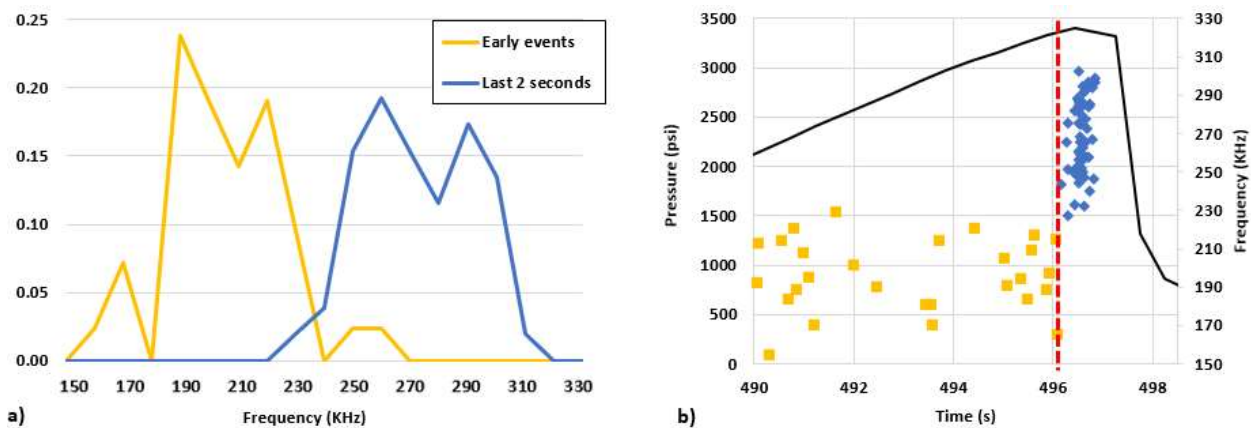 0.25
0.20
0.15
0.10
0.05
0.00
Early events
Last 2 seconds
150 170 190 210 230 250 270 290 310 330
Frequency (KHz)
a)
3500
3000
2500
2000
1500
1000
500
0
Pressure (psi)
330
310
290
270
250
230
210
190
170
150
Frequency (KHz)
490 492 494 496 498
Time (s)
b)